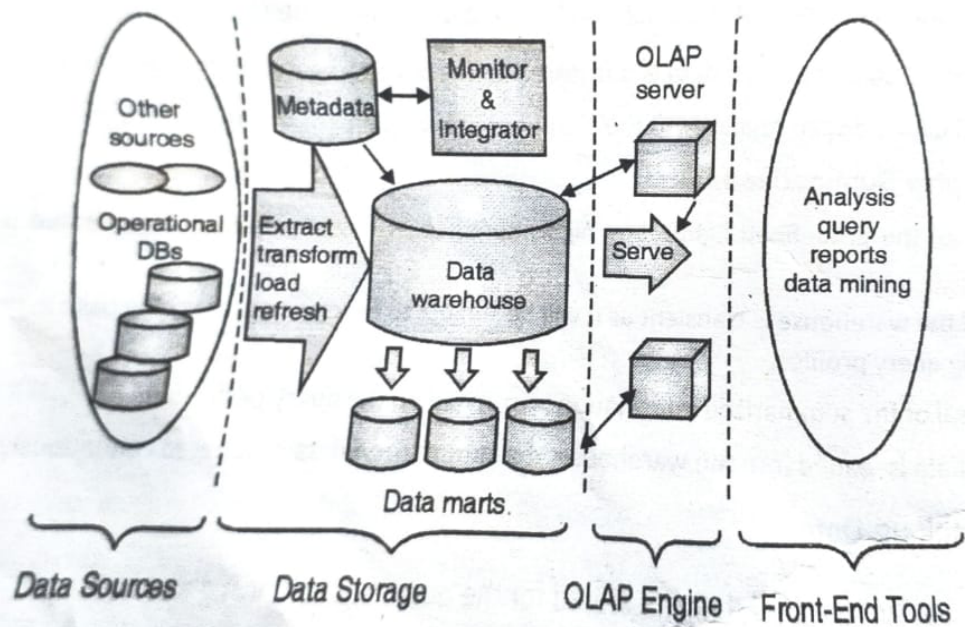 Other
sources
Operational
DBs
Metadata
Monitor
&
Integrator
Extract
transform
load
refresh
Data
warehouse
Data marts.
OLAP
server
Serve
Analysis
query
reports
data mining
Data Sources
Data Storage
OLAP Engine
Front-End Tools